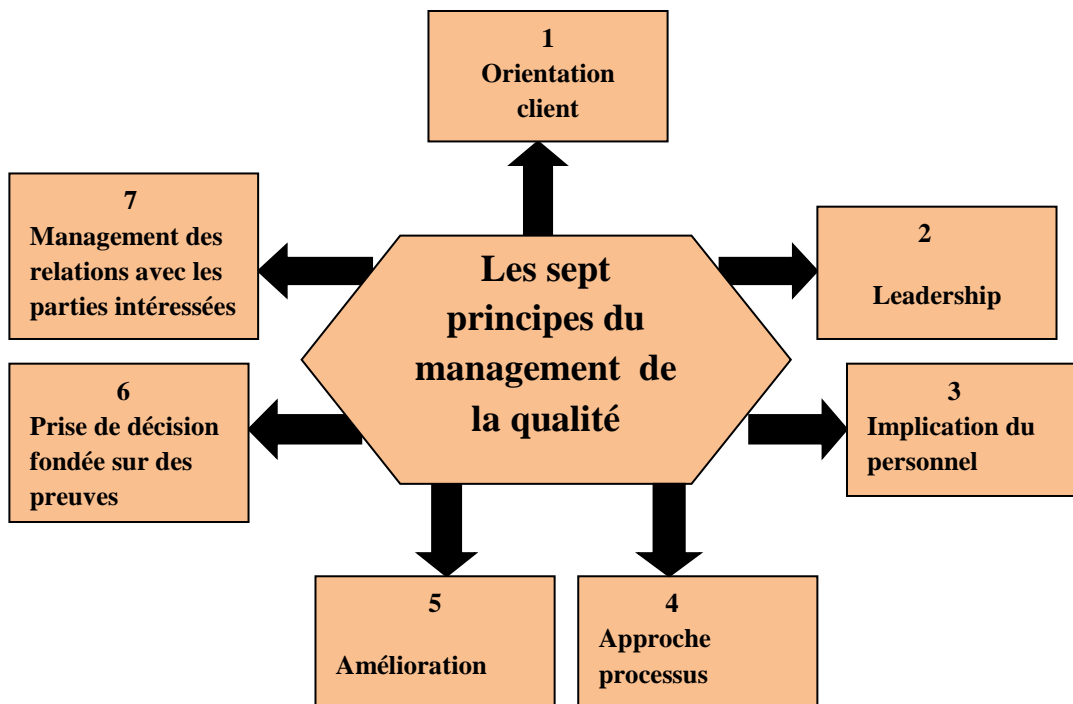 1
Orientation
client
7
Management des
relations avec les
parties intéressées
2
Leadership
Les sept
principes du
management de
la qualité
6
Prise de décision
fondée sur des
preuves
3
Implication du
personnel
5
Amélioration
4
Approche
processus